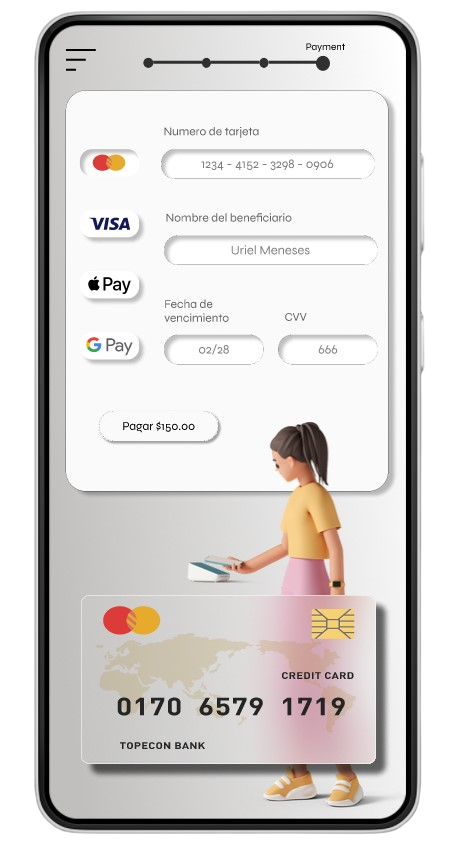 Payment
Numero de tarjeta
1234 - 4152 - 3298 - 0906
VISA
Nombre del beneficiario
Uriel Meneses
Pay
Fecha de
vencimiento
CVV
G Pay
02/28
666
Pagar $150.00
CREDIT CARD
0170 6579 1719
TOPECON BANK